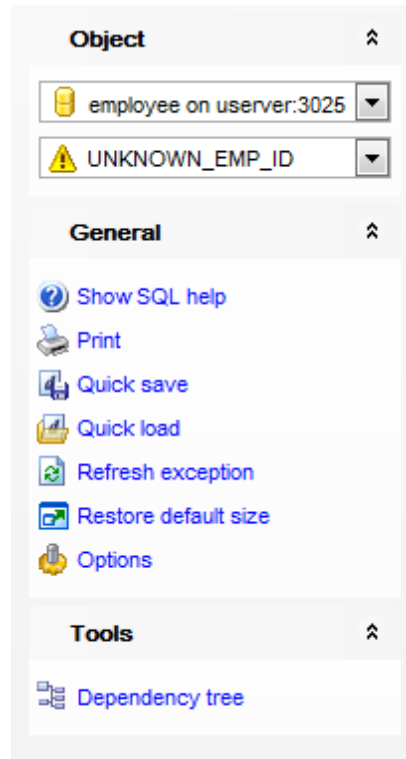 Object
employee on userver:3025
UNKNOWN_EMP_ID
General
Show SQL help
Print
Quick save
Quick load
Refresh exception
Restore default size
Options
Tools
Dependency tree